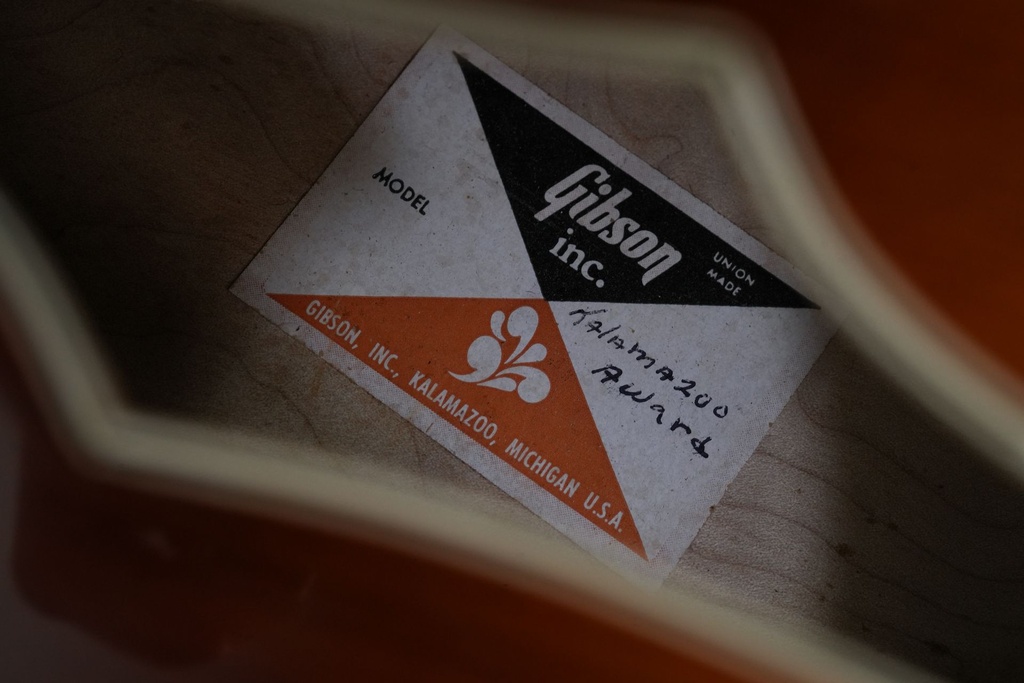 MODEL
Gibson
inc.
UNION
MADE
Kalamazoo
Award
GIBSON, INC., KALAMAZOO, MICHIGAN U.S.A.